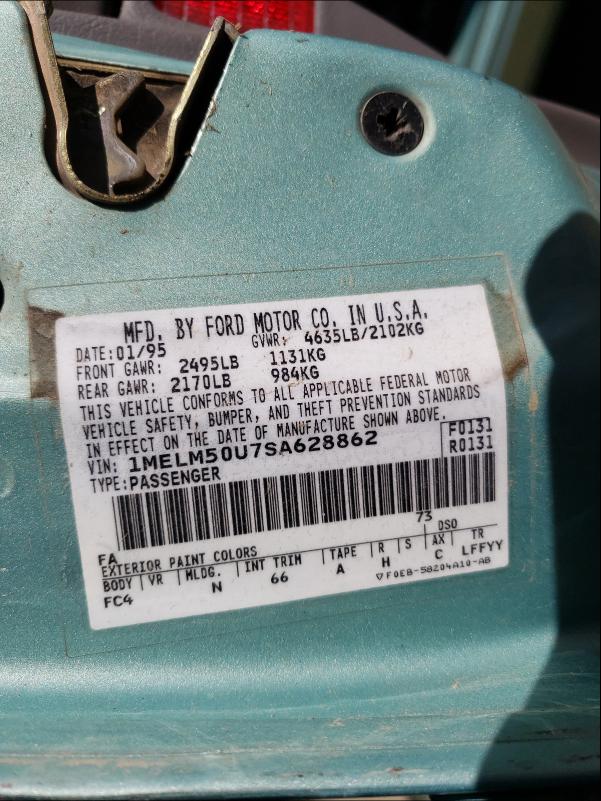 MFD. BY FORD MOTOR CO. IN U.S.A.
DATE: 01/95 GVWR: 4635LB/2102KG
FRONT GAWR: 2495LB 1131KG
REAR GAWR: 2170LB 984KG
THIS VEHICLE CONFORMS TO ALL APPLICABLE FEDERAL MOTOR
VEHICLE SAFETY, BUMPER, AND THEFT PREVENTION STANDARDS
IN EFFECT ON THE DATE OF MANUFACTURE SHOWN ABOVE.
VIN: 1MELM50U7SA628862 F0131
TYPE: PASSENGER R0131
FA 73
EXTERIOR PAINT COLORS DSO
BODY VR MLDG. INT TRIM TAPE R S AX TR
FC4 N 66 A H C LFFYY
▽F0EB-58204A10-AB